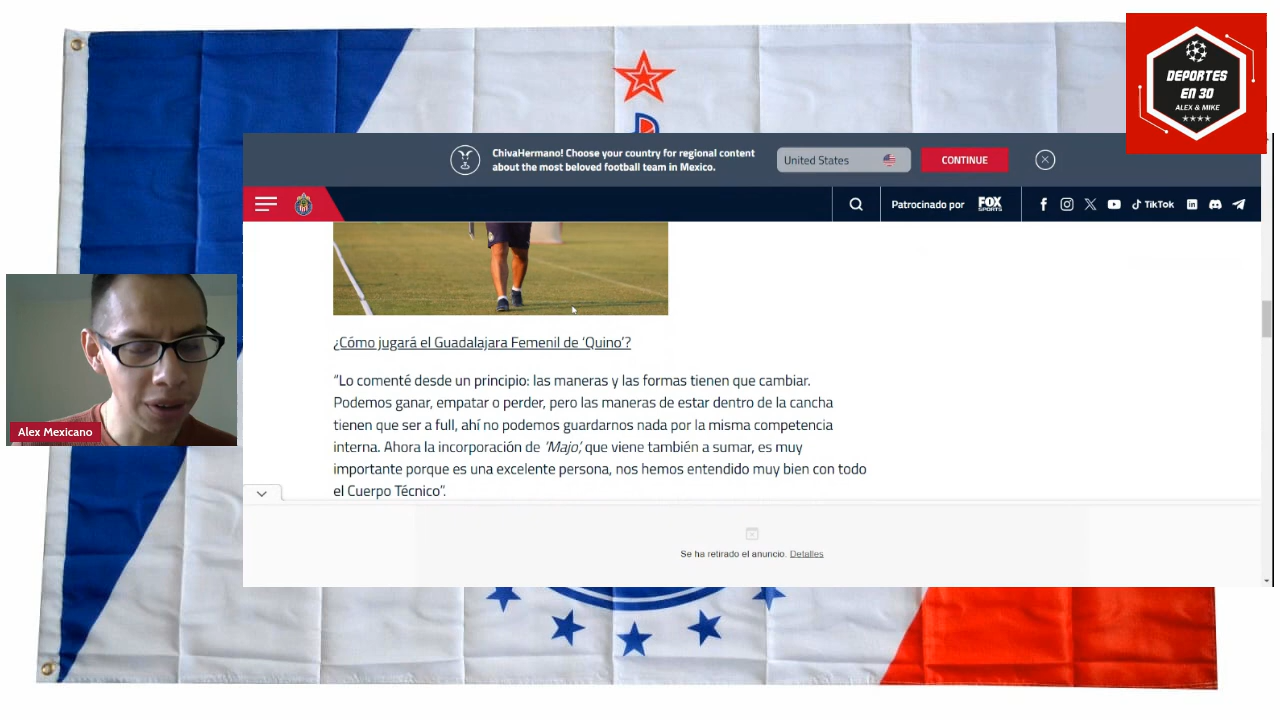 DEPORTES
EN 30
ALEX & MIKE
ChivaHermano! Choose your country for regional content
about the most beloved football team in Mexico.
United States
CONTINUE
Patrocinado por
FOX
SPORTS
TikTok
¿Cómo jugará el Guadalajara Femenil de ‘Quino’?
“Lo comenté desde un principio: las maneras y las formas tienen que cambiar.
Podemos ganar, empatar o perder, pero las maneras de estar dentro de la cancha
tienen que ser a full, ahí no podemos guardarnos nada por la misma competencia
interna. Ahora la incorporación de ‘Majo’, que viene también a sumar, es muy
importante porque es una excelente persona, nos hemos entendido muy bien con todo
el Cuerpo Técnico”.
Alex Mexicano
Se ha retirado el anuncio. Detalles